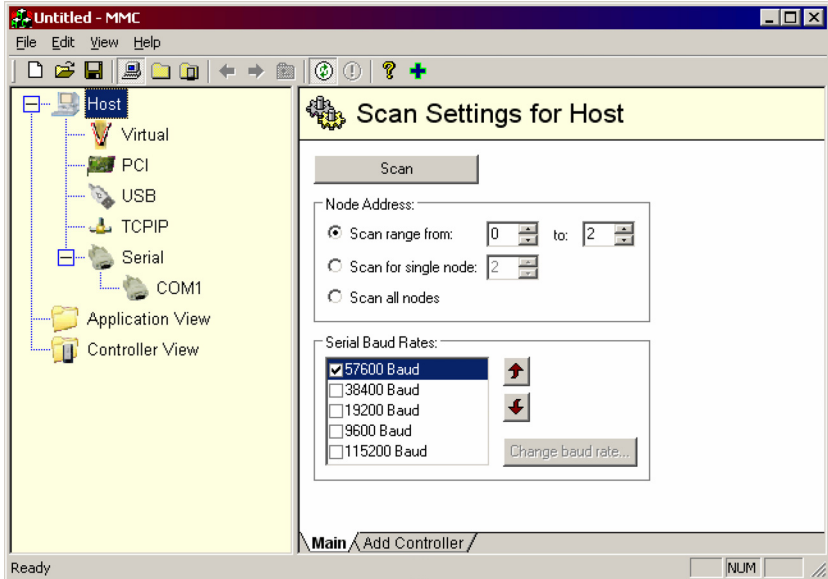 Untitled - MMC
File Edit View Help
Host
Virtual
PCI
USB
TCPIP
Serial
COM1
Application View
Controller View
Scan Settings for Host
Scan
Node Address:
Scan range from: 0 to: 2
Scan for single node: 2
Scan all nodes
Serial Baud Rates:
57600 Baud
38400 Baud
19200 Baud
9600 Baud
115200 Baud
Change baud rate...
Main Add Controller
Ready NUM